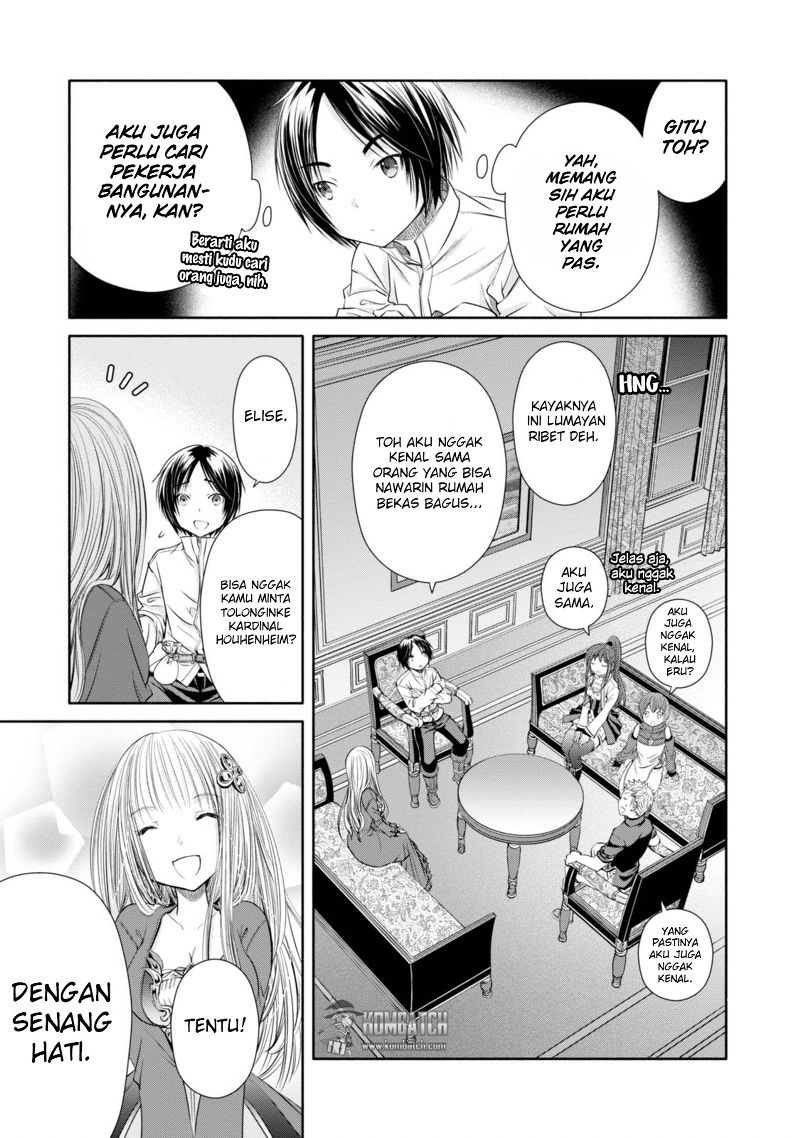 GITU
TOH?
YAH,
MEMANG
SIH AKU
PERLU
RUMAH
YANG
PAS.
AKU JUGA
PERLU CARI
PEKERJA
BANGUNAN-
NYA, KAN?
Berarti aku
mesti kudu cari
orang juga, nih.
HNG...
KAYAKNYA
INI LUMAYAN
RIBET DEH.
TOH AKU NGGAK
KENAL SAMA
ORANG YANG BISA
NAWARIN RUMAH
BEKAS BAGUS...
AKU
JUGA
NGGAK
KENAL,
KALAU
ERU?
Jelas aja,
aku nggak
kenal.
AKU
JUGA
SAMA.
YANG
PASTINYA
AKU JUGA
NGGAK
KENAL.
ELISE.
BISA NGGAK
KAMU MINTA
TOLONGINKE
KARDINAL
HOUHENHEIM?
TENTU!
DENGAN
SENANG
HATI.
KOMBATCH
www.kombatch.com